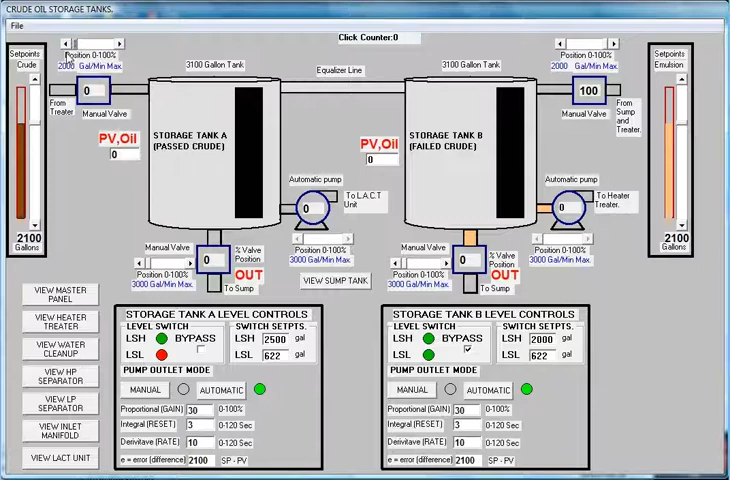 CRUDE OIL STORAGE TANKS.
File
Click Counter:0
Setpoints
Crude
2100
Gallons
Position 0-100%
2000 Gal/Min Max.
From
Treater
0
Manual Valve
3100 Gallon Tank
Equalizer Line
3100 Gallon Tank
Position 0-100%
2000 Gal/Min Max.
100
Manual Valve
From
Sump
and
Treater.
Setpoints
Emulsion
2100
Gallons
PV,Oil
0
STORAGE TANK A
(PASSED CRUDE)
PV,Oil
0
STORAGE TANK B
(FAILED CRUDE)
Automatic pump
0
To L.A.C.T
Unit
Position 0-100%
3000 Gal/Min Max.
Automatic pump
0
To Heater
Treater.
Position 0-100%
3000 Gal/Min Max.
Manual Valve
0
% Valve
Position
OUT
Position 0-100%
3000 Gal/Min Max.
To Sump
VIEW SUMP TANK
Manual Valve
0
% Valve
Position
OUT
Position 0-100%
3000 Gal/Min Max.
To Sump
VIEW MASTER
PANEL
VIEW HEATER
TREATER
VIEW WATER
CLEANUP
VIEW HP
SEPARATOR
VIEW LP
SEPARATOR
VIEW INLET
MANIFOLD
VIEW LACT UNIT
STORAGE TANK A LEVEL CONTROLS
LEVEL SWITCH
LSH BYPASS
LSL
SWITCH SETPTS.
LSH 2500 gal
LSL 622 gal
PUMP OUTLET MODE
MANUAL AUTOMATIC
Proportional (GAIN) 30 0-100%
Integral (RESET) 3 0-120 Sec
Derivitave (RATE) 10 0-120 Sec
e = error (difference) 2100 SP - PV
STORAGE TANK B LEVEL CONTROLS
LEVEL SWITCH
LSH BYPASS
LSL
SWITCH SETPTS.
LSH 2000 gal
LSL 622 gal
PUMP OUTLET MODE
MANUAL AUTOMATIC
Proportional (GAIN) 30 0-100%
Integral (RESET) 3 0-120 Sec
Derivitave (RATE) 10 0-120 Sec
e = error (difference) 2100 SP - PV